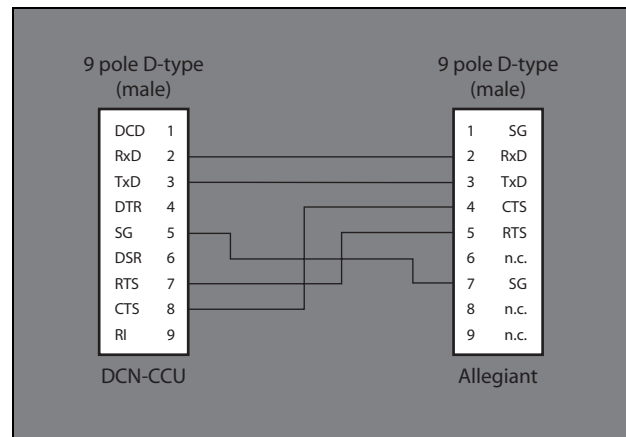 9 pole D-type
(male)
9 pole D-type
(male)
DCD 1
RxD 2
TxD 3
DTR 4
SG 5
DSR 6
RTS 7
CTS 8
RI 9
1 SG
2 RxD
3 TxD
4 CTS
5 RTS
6 n.c.
7 SG
8 n.c.
9 n.c.
DCN-CCU
Allegiant